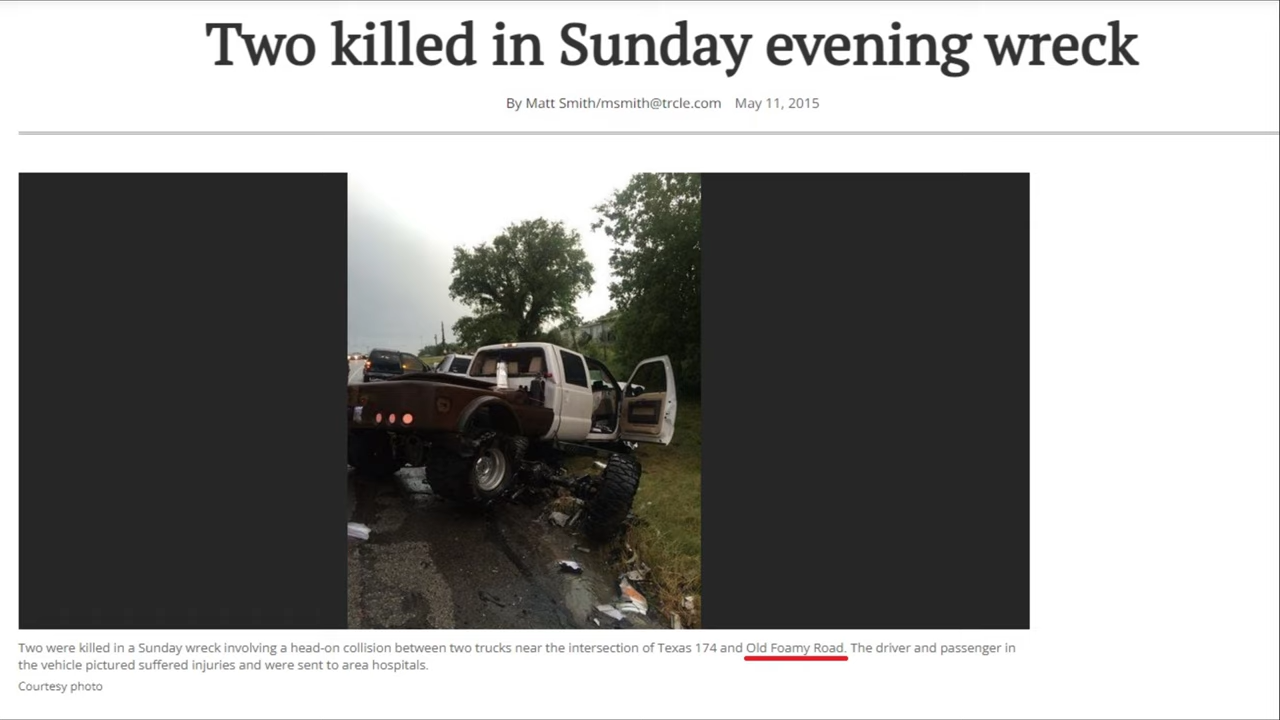 Two killed in Sunday evening wreck
By Matt Smith/msmith@trcle.com May 11, 2015
Two were killed in a Sunday wreck involving a head-on collision between two trucks near the intersection of Texas 174 and Old Foamy Road. The driver and passenger in
the vehicle pictured suffered injuries and were sent to area hospitals.
Courtesy photo